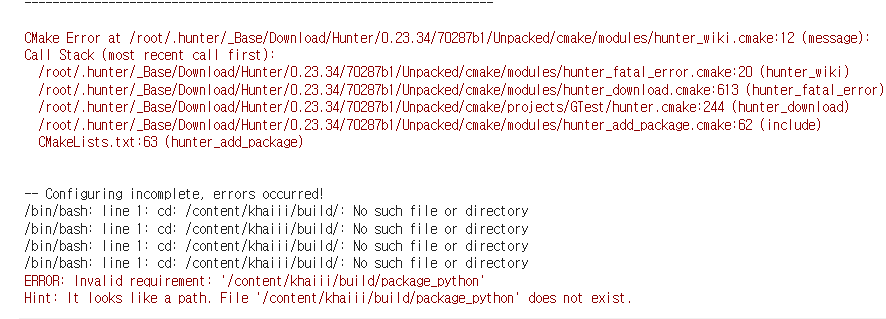 -------------------------------------------------------------------
CMake Error at /root/.hunter/_Base/Download/Hunter/0.23.34/70287b1/Unpacked/cmake/modules/hunter_wiki.cmake:12 (message):
Call Stack (most recent call first):
  /root/.hunter/_Base/Download/Hunter/0.23.34/70287b1/Unpacked/cmake/modules/hunter_fatal_error.cmake:20 (hunter_wiki)
  /root/.hunter/_Base/Download/Hunter/0.23.34/70287b1/Unpacked/cmake/modules/hunter_download.cmake:613 (hunter_fatal_error)
  /root/.hunter/_Base/Download/Hunter/0.23.34/70287b1/Unpacked/cmake/projects/GTest/hunter.cmake:244 (hunter_download)
  /root/.hunter/_Base/Download/Hunter/0.23.34/70287b1/Unpacked/cmake/modules/hunter_add_package.cmake:62 (include)
  CMakeLists.txt:63 (hunter_add_package)
-- Configuring incomplete, errors occurred!
/bin/bash: line 1: cd: /content/khaiii/build/: No such file or directory
/bin/bash: line 1: cd: /content/khaiii/build/: No such file or directory
/bin/bash: line 1: cd: /content/khaiii/build/: No such file or directory
/bin/bash: line 1: cd: /content/khaiii/build/: No such file or directory
ERROR: Invalid requirement: '/content/khaiii/build/package_python'
Hint: It looks like a path. File '/content/khaiii/build/package_python' does not exist.